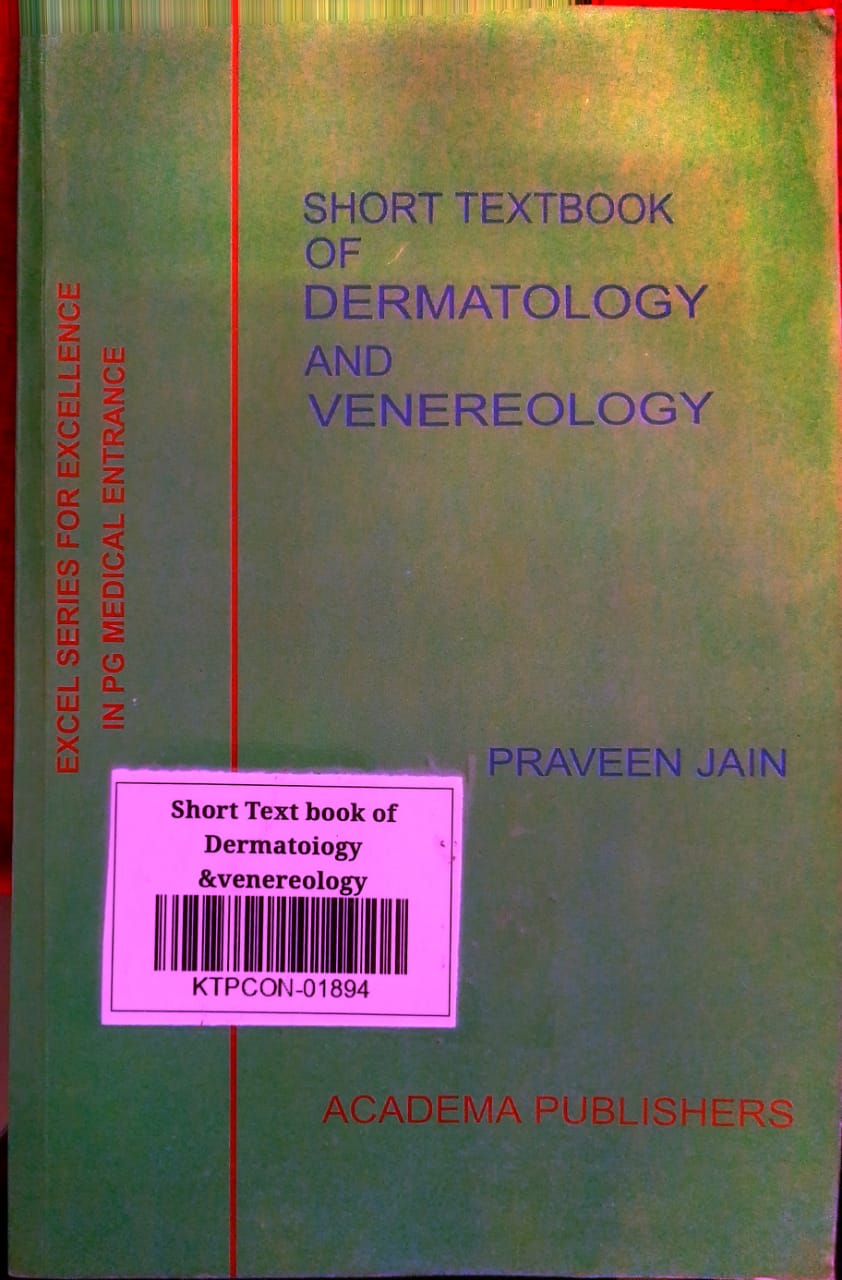 SHORT TEXTBOOK
OF
DERMATOLOGY
AND
VENEREOLOGY
EXCEL SERIES FOR EXCELLENCE
IN PG MEDICAL ENTRANCE
PRAVEEN JAIN
Short Text book of
Dermatoiogy
&venereology
KTPCON-01894
ACADEMA PUBLISHERS